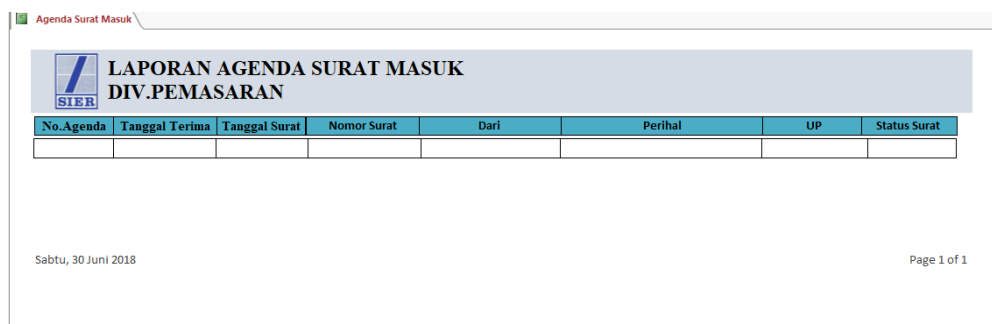 Agenda Surat Masuk
LAPORAN AGENDA SURAT MASUK
DIV.PEMASARAN
SIER
No.Agenda Tanggal Terima Tanggal Surat Nomor Surat Dari Perihal UP Status Surat
Sabtu, 30 Juni 2018 Page 1 of 1